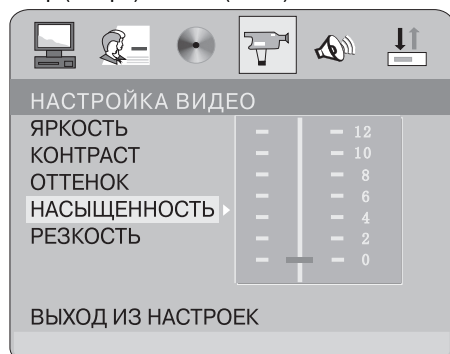 НАСТРОЙКА ВИДЕО
ЯРКОСТЬ
КОНТРАСТ
ОТТЕНОК
НАСЫЩЕННОСТЬ
РЕЗКОСТЬ
12
10
8
6
4
2
0
ВЫХОД ИЗ НАСТРОЕК